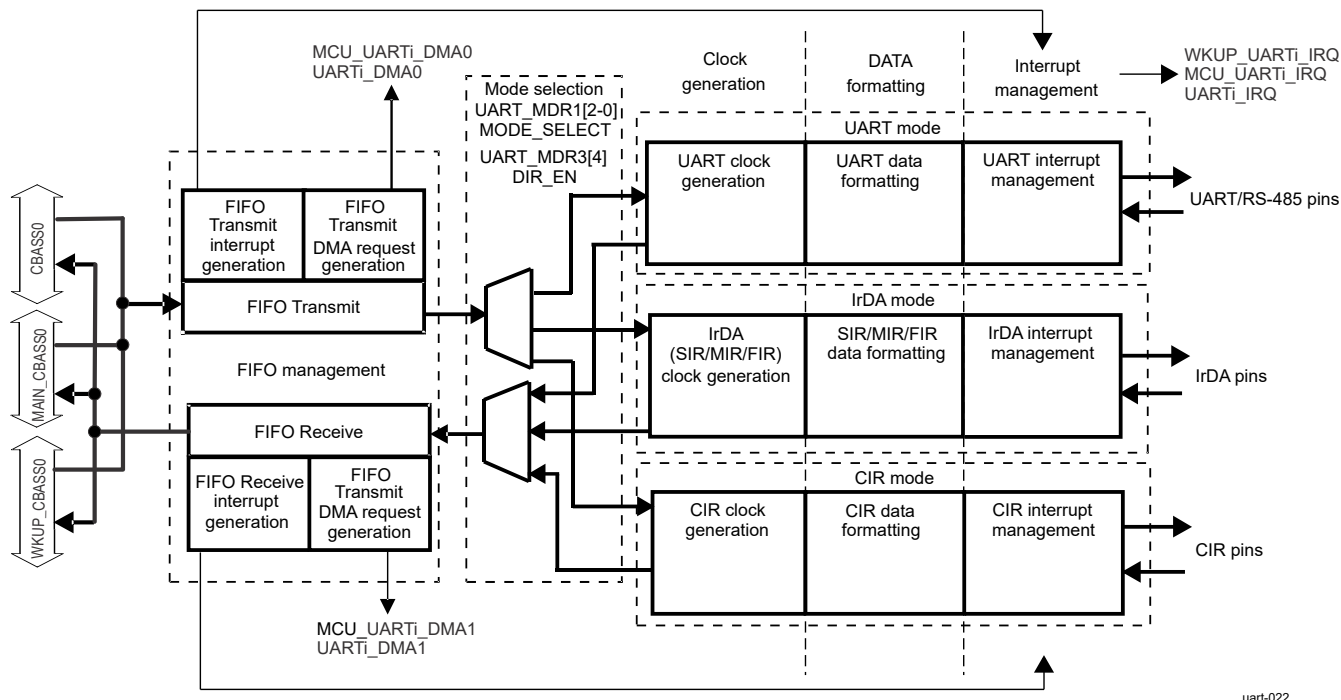 MCU_UARTi_DMA0
UARTi_DMA0
Mode selection
UART_MDR1[2-0]
MODE_SELECT
UART_MDR3[4]
DIR_EN
Clock
generation
DATA
formatting
Interrupt
management
WKUP_UARTi_IRQ
MCU_UARTi_IRQ
UARTi_IRQ
UART mode
UART clock
generation
UART data
formatting
UART interrupt
management
UART/RS-485 pins
CBASS0
MAIN_CBASS0
WKUP_CBASS0
FIFO
Transmit
interrupt
generation
FIFO
Transmit
DMA request
generation
FIFO Transmit
FIFO management
FIFO Receive
FIFO Receive
interrupt
generation
FIFO
Transmit
DMA request
generation
IrDA mode
IrDA
(SIR/MIR/FIR)
clock generation
SIR/MIR/FIR
data formatting
IrDA interrupt
management
IrDA pins
CIR mode
CIR clock
generation
CIR data
formatting
CIR interrupt
management
CIR pins
MCU_UARTi_DMA1
UARTi_DMA1
uart-022